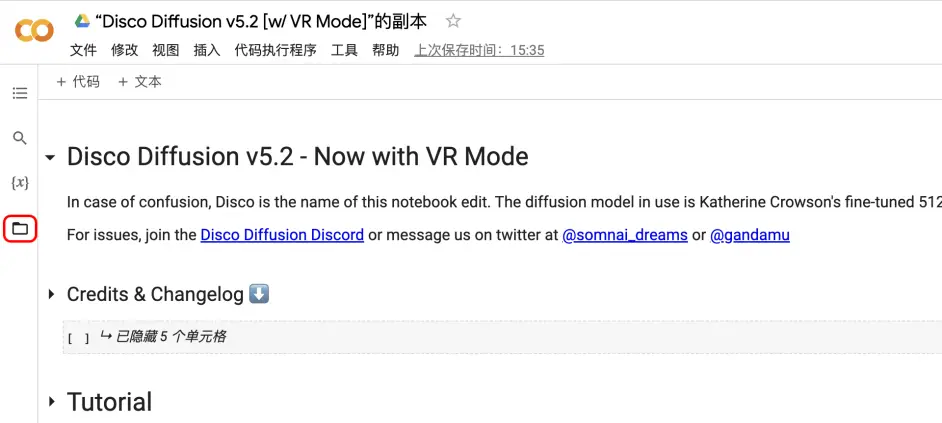 “Disco Diffusion v5.2 [w/ VR Mode]”的副本
文件 修改 视图 插入 代码执行程序 工具 帮助 上次保存时间：15:35
+ 代码 + 文本
Disco Diffusion v5.2 - Now with VR Mode
{x}
In case of confusion, Disco is the name of this notebook edit. The diffusion model in use is Katherine Crowson's fine-tuned 512
For issues, join the Disco Diffusion Discord or message us on twitter at @somnai_dreams or @gandamu
Credits & Changelog ⬇️
[ ] ↳ 已隐藏 5 个单元格
Tutorial